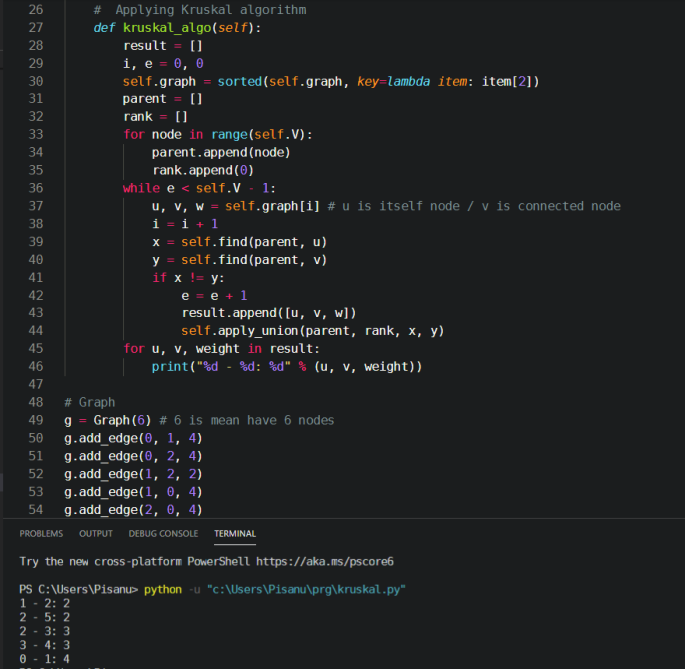 26 #  Applying Kruskal algorithm
27 def kruskal_algo(self):
28     result = []
29     i, e = 0, 0
30     self.graph = sorted(self.graph, key=lambda item: item[2])
31     parent = []
32     rank = []
33     for node in range(self.V):
34         parent.append(node)
35         rank.append(0)
36     while e < self.V - 1:
37         u, v, w = self.graph[i] # u is itself node / v is connected node
38         i = i + 1
39         x = self.find(parent, u)
40         y = self.find(parent, v)
41         if x != y:
42             e = e + 1
43             result.append([u, v, w])
44             self.apply_union(parent, rank, x, y)
45     for u, v, weight in result:
46         print("%d - %d: %d" % (u, v, weight))
47
48 # Graph
49 g = Graph(6) # 6 is mean have 6 nodes
50 g.add_edge(0, 1, 4)
51 g.add_edge(0, 2, 4)
52 g.add_edge(1, 2, 2)
53 g.add_edge(1, 0, 4)
54 g.add_edge(2, 0, 4)
PROBLEMS OUTPUT DEBUG CONSOLE TERMINAL
Try the new cross-platform PowerShell https://aka.ms/pscore6
PS C:\Users\Pisanu> python -u "c:\Users\Pisanu\prg\kruskal.py"
1 - 2: 2
2 - 5: 2
2 - 3: 3
3 - 4: 3
0 - 1: 4